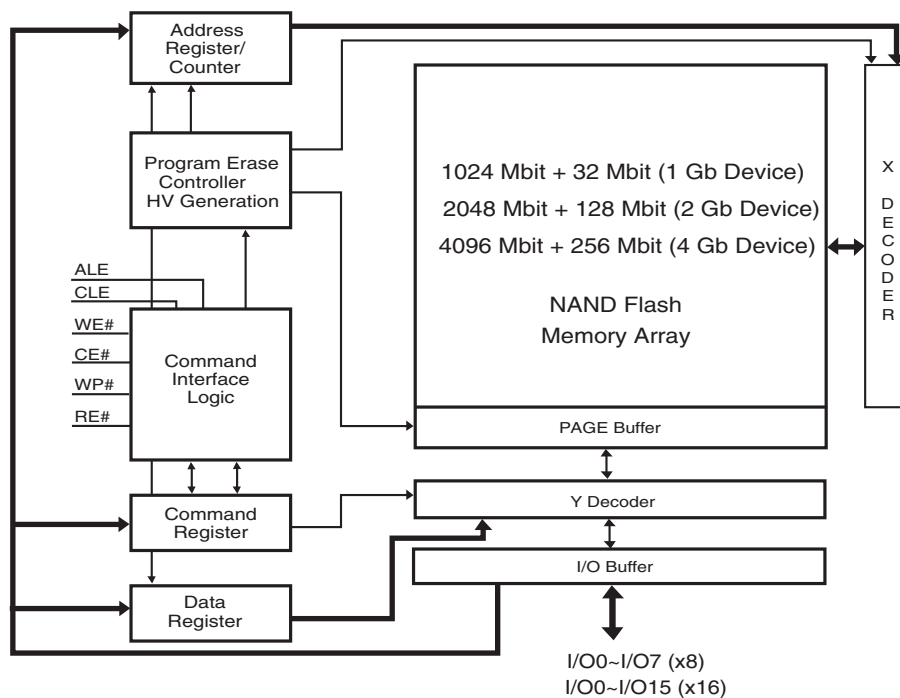 Address
Register/
Counter
Program Erase
Controller
HV Generation
ALE
CLE
WE#
CE#
WP#
RE#
Command
Interface
Logic
Command
Register
Data
Register
1024 Mbit + 32 Mbit (1 Gb Device)
2048 Mbit + 128 Mbit (2 Gb Device)
4096 Mbit + 256 Mbit (4 Gb Device)
NAND Flash
Memory Array
PAGE Buffer
Y Decoder
I/O Buffer
I/O0~I/O7 (x8)
I/O0~I/O15 (x16)
X
DECODER